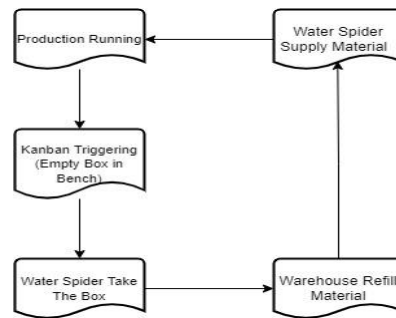 Production Running
Water Spider
Supply Material
Kanban Triggering
(Empty Box in
Bench)
Water Spider Take
The Box
Warehouse Refill
Material